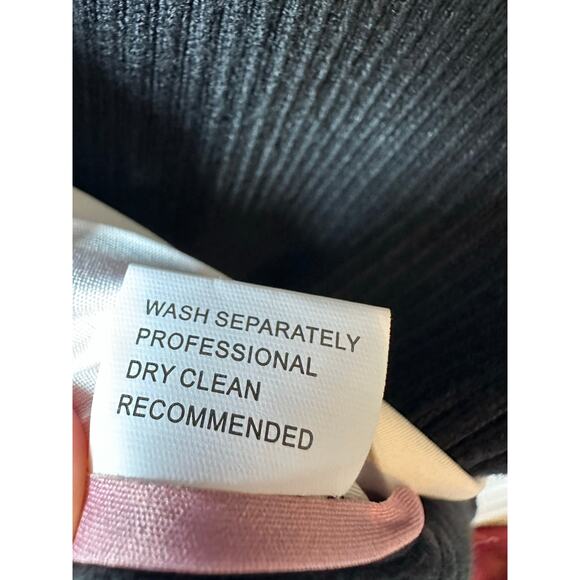 WASH SEPARATELY
PROFESSIONAL
DRY CLEAN
RECOMMENDED